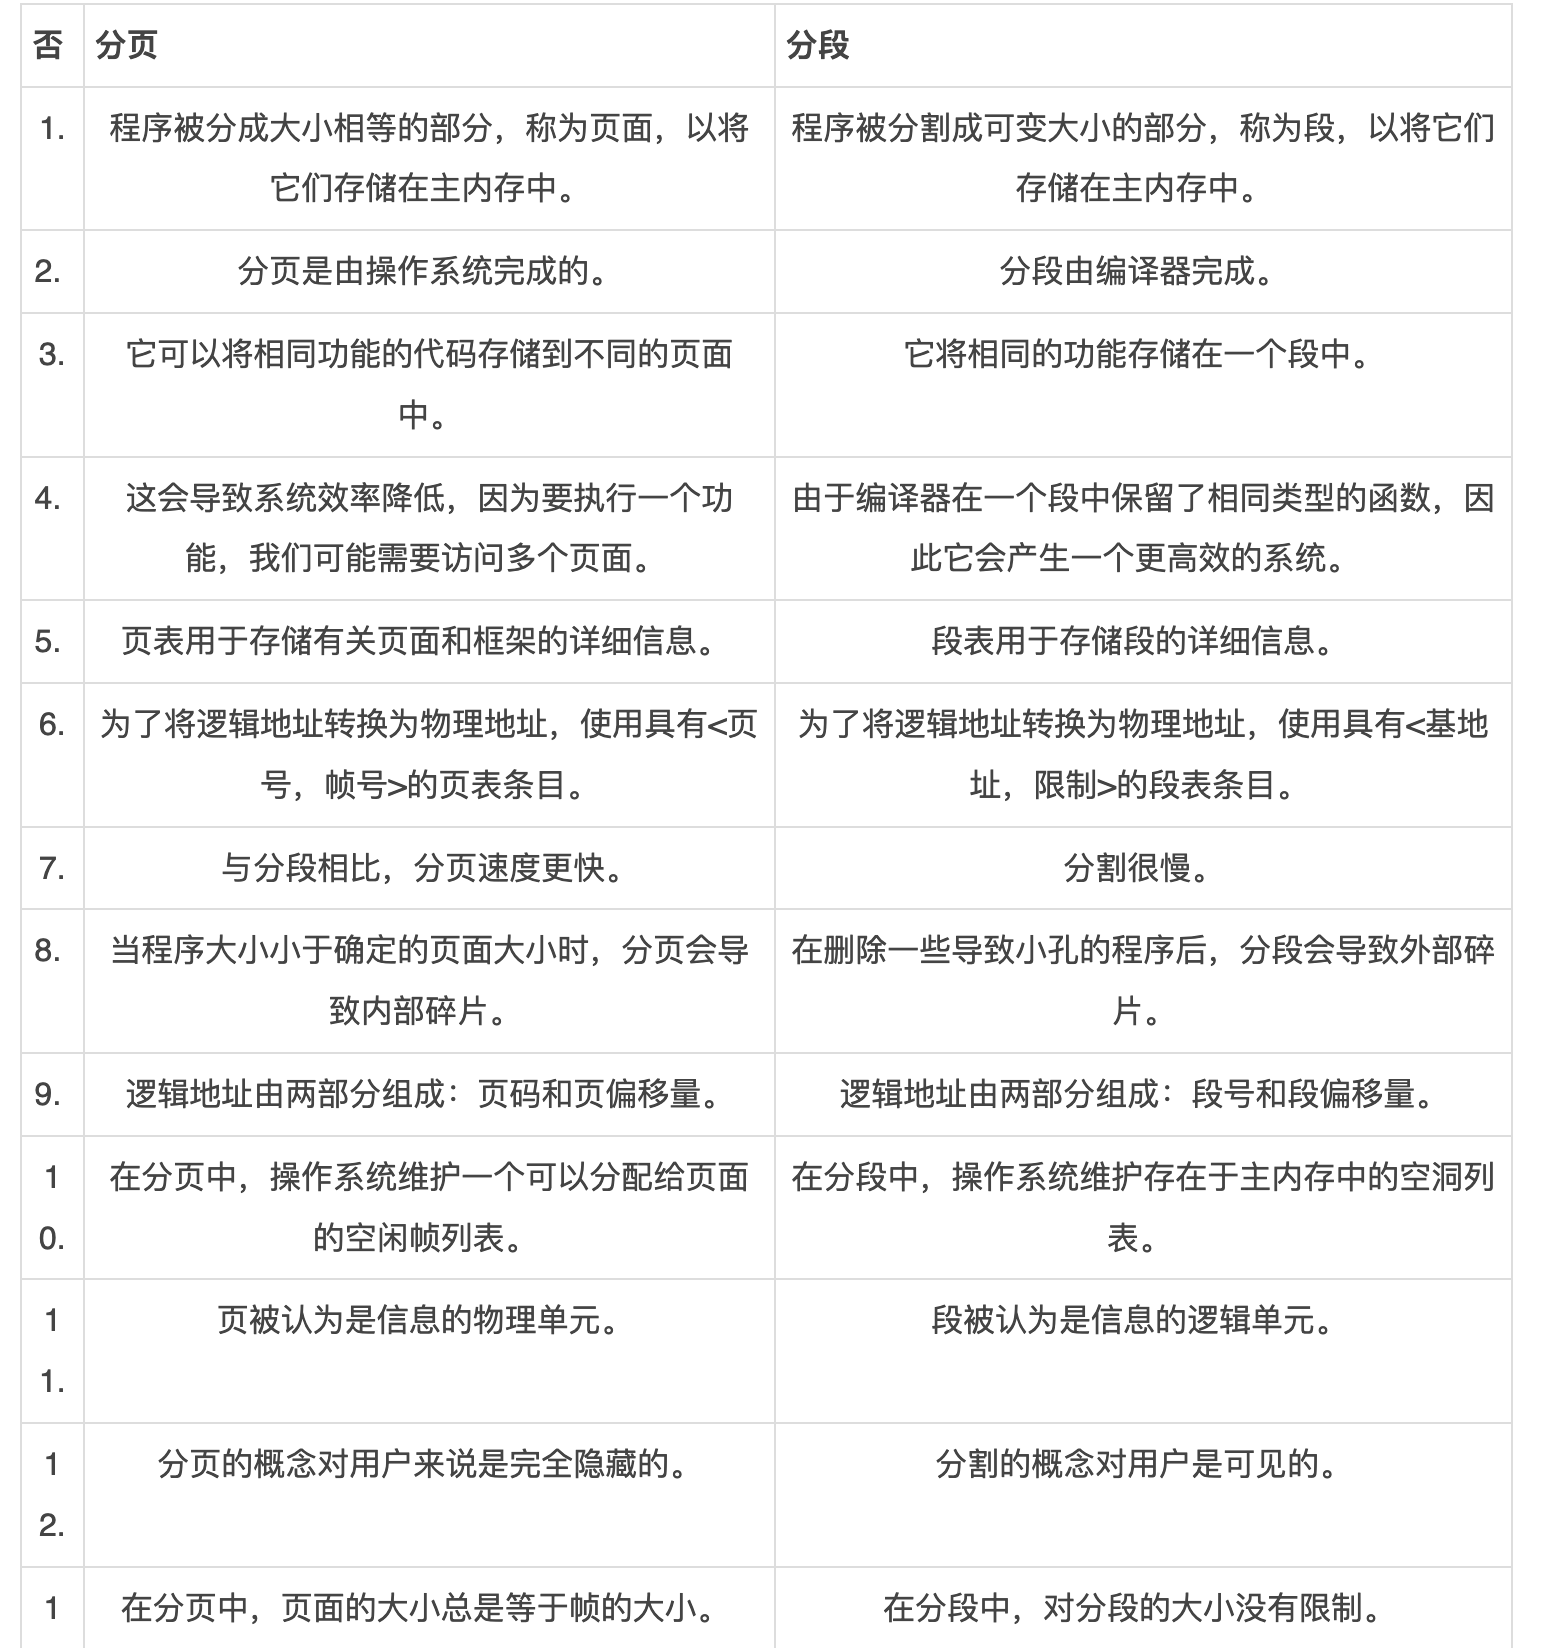 否 分页 分段
1. 程序被分成大小相等的部分，称为页面，以将 程序被分割成可变大小的部分，称为段，以将它们
它们存储在主内存中。 存储在主内存中。
2. 分页是由操作系统完成的。 分段由编译器完成。
3. 它可以将相同功能的代码存储到不同的页面 它将相同的功能存储在一个段中。
中。
4. 这会导致系统效率降低，因为要执行一个功 由于编译器在一个段中保留了相同类型的函数，因
能，我们可能需要访问多个页面。 此它会产生一个更高效的系统。
5. 页表用于存储有关页面和框架的详细信息。 段表用于存储段的详细信息。
6. 为了将逻辑地址转换为物理地址，使用具有<页 为了将逻辑地址转换为物理地址，使用具有<基地
号，帧号>的页表条目。 址，限制>的段表条目。
7. 与分段相比，分页速度更快。 分割很慢。
8. 当程序大小小于确定的页面大小时，分页会导 在删除一些导致小孔的程序后，分段会导致外部碎
致内部碎片。 片。
9. 逻辑地址由两部分组成：页码和页偏移量。 逻辑地址由两部分组成：段号和段偏移量。
1 在分页中，操作系统维护一个可以分配给页面 在分段中，操作系统维护存在于主内存中的空洞列
0. 的空闲帧列表。 表。
1 页被认为是信息的物理单元。 段被认为是信息的逻辑单元。
1.
1 分页的概念对用户来说是完全隐藏的。 分割的概念对用户是可见的。
2.
1 在分页中，页面的大小总是等于帧的大小。 在分段中，对分段的大小没有限制。